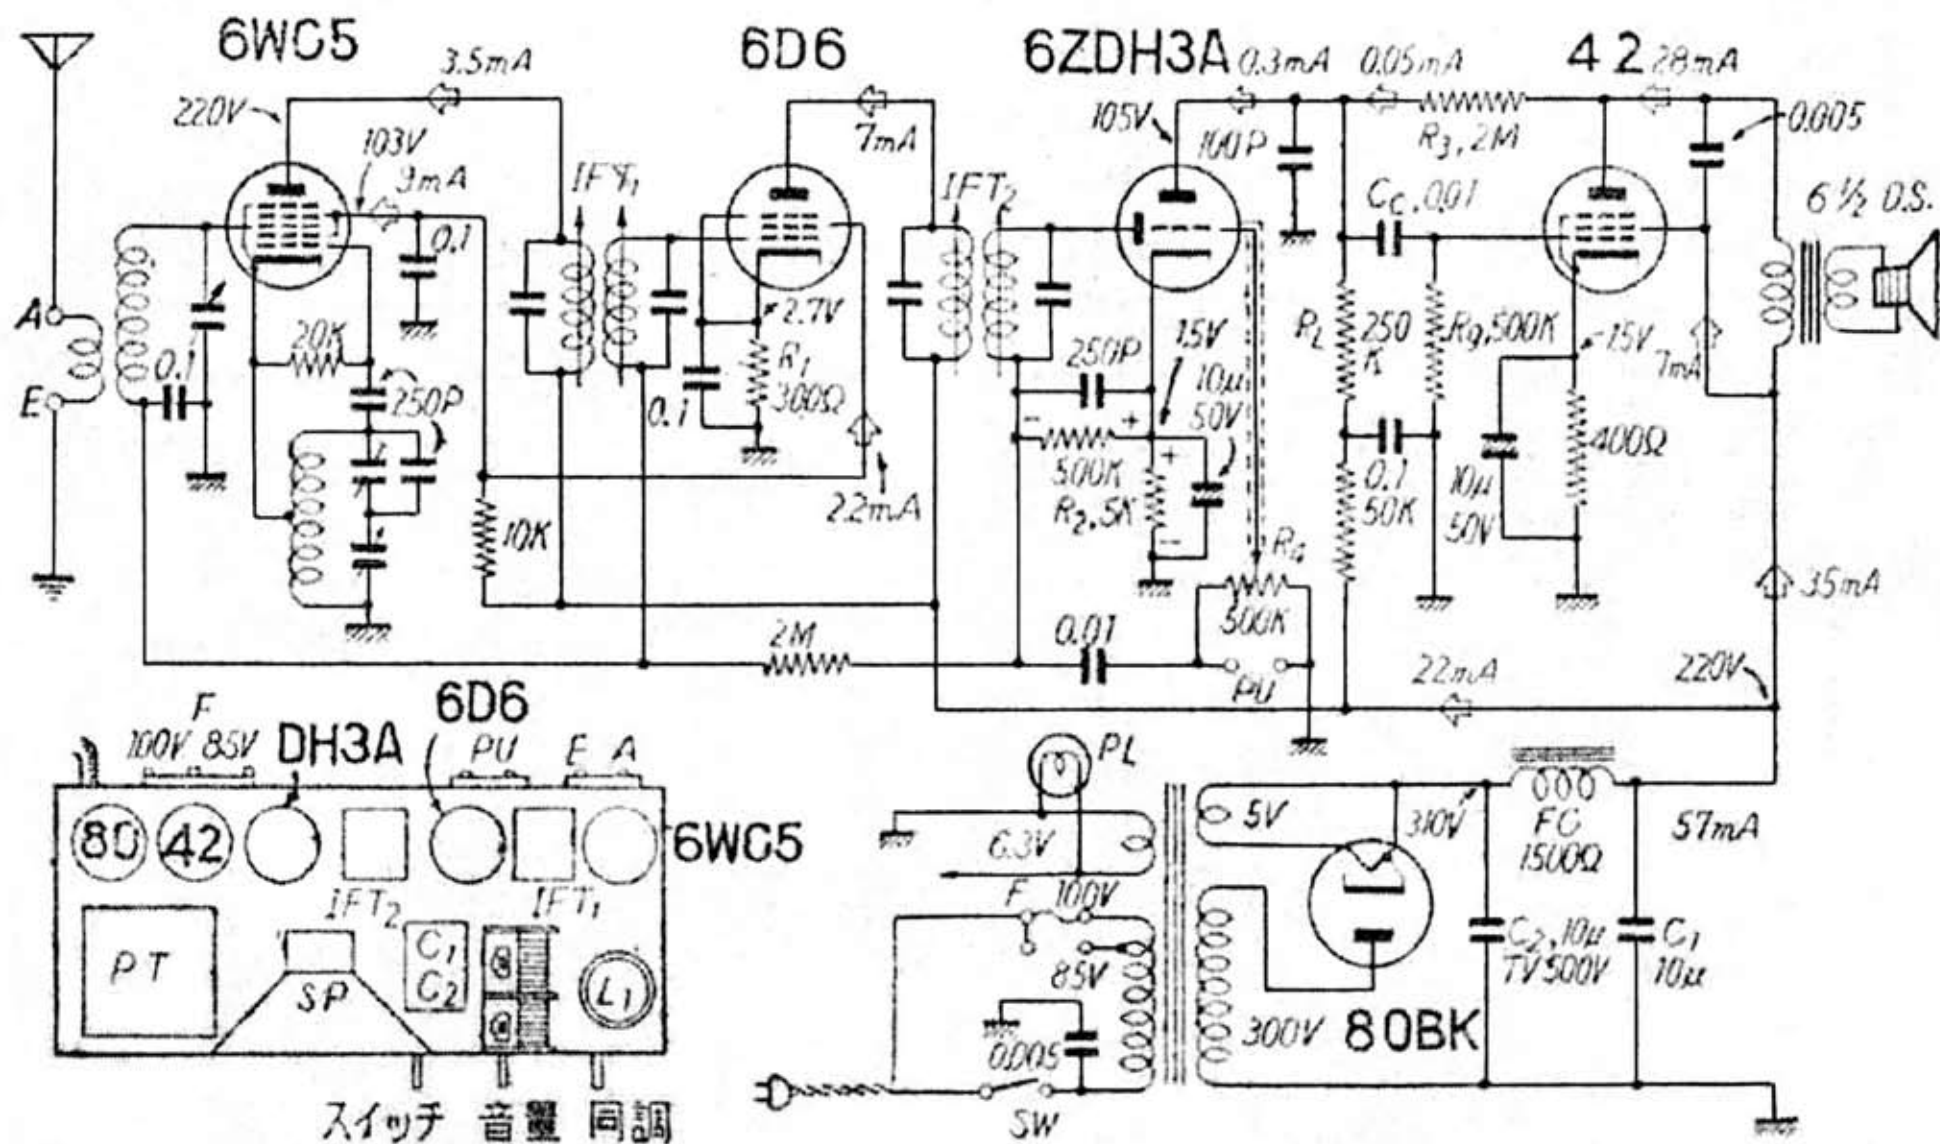 6WC5
6D6
6ZDH3A
42
3.5mA
0.3mA
0.05mA
28mA
220V
103V
9mA
7mA
105V
100P
R3, 2M
0.005
IFT1
IFT2
Cc, 0.01
6 1/2 D.S.
0.1
A
E
0.1
20K
250P
2.7V
R1
300Ω
0.1
250P
15V
10μ
50V
RL
250
K
Rg, 500K
15V
7mA
500K
R2, 5K
0.1
50K
10μ
50V
400Ω
10K
2.2mA
R4
500K
35mA
2M
0.01
PU
22mA
220V
F
100V 85V
DH3A
6D6
PU
E A
80
42
6WC5
IFT2
IFT1
PT
SP
C1
C2
L1
スイッチ
音量
同調
PL
6.3V
5V
310V
FC
1500Ω
57mA
F
100V
85V
0.005
SW
300V
80BK
C2, 10μ
TV 500V
C1
10μ